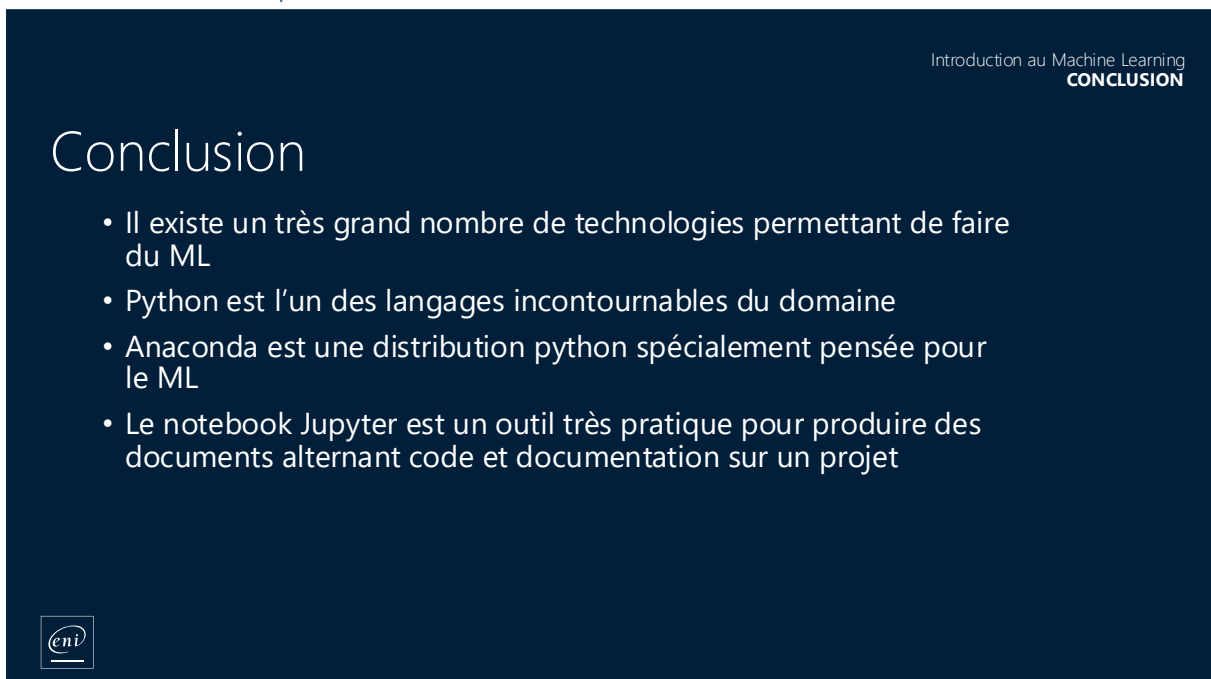 Introduction au Machine Learning
CONCLUSION
Conclusion
• Il existe un très grand nombre de technologies permettant de faire
du ML
• Python est l’un des langages incontournables du domaine
• Anaconda est une distribution python spécialement pensée pour
le ML
• Le notebook Jupyter est un outil très pratique pour produire des
documents alternant code et documentation sur un projet
eni